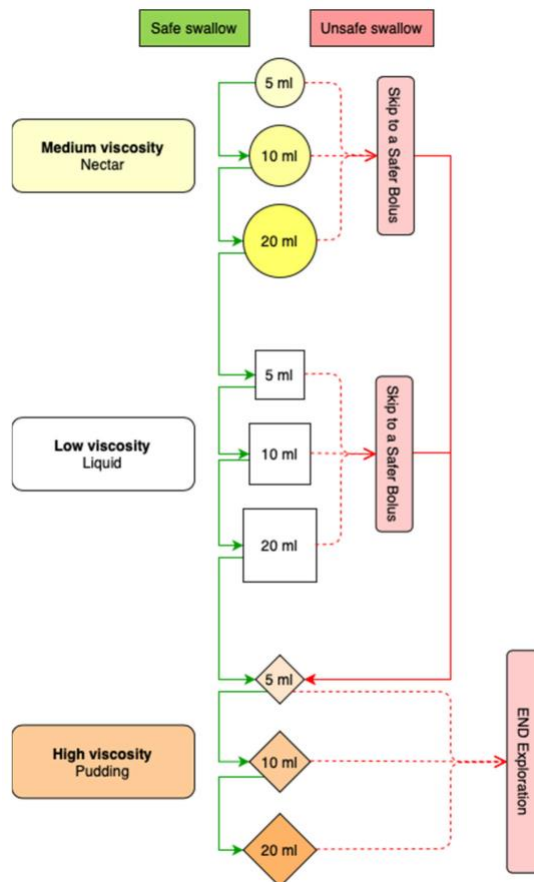 Safe swallow
Unsafe swallow
5 ml
Skip to a Safer Bolus
Medium viscosity
Nectar
10 ml
20 ml
5 ml
Skip to a Safer Bolus
Low viscosity
Liquid
10 ml
20 ml
5 ml
END Exploration
High viscosity
Pudding
10 ml
20 ml